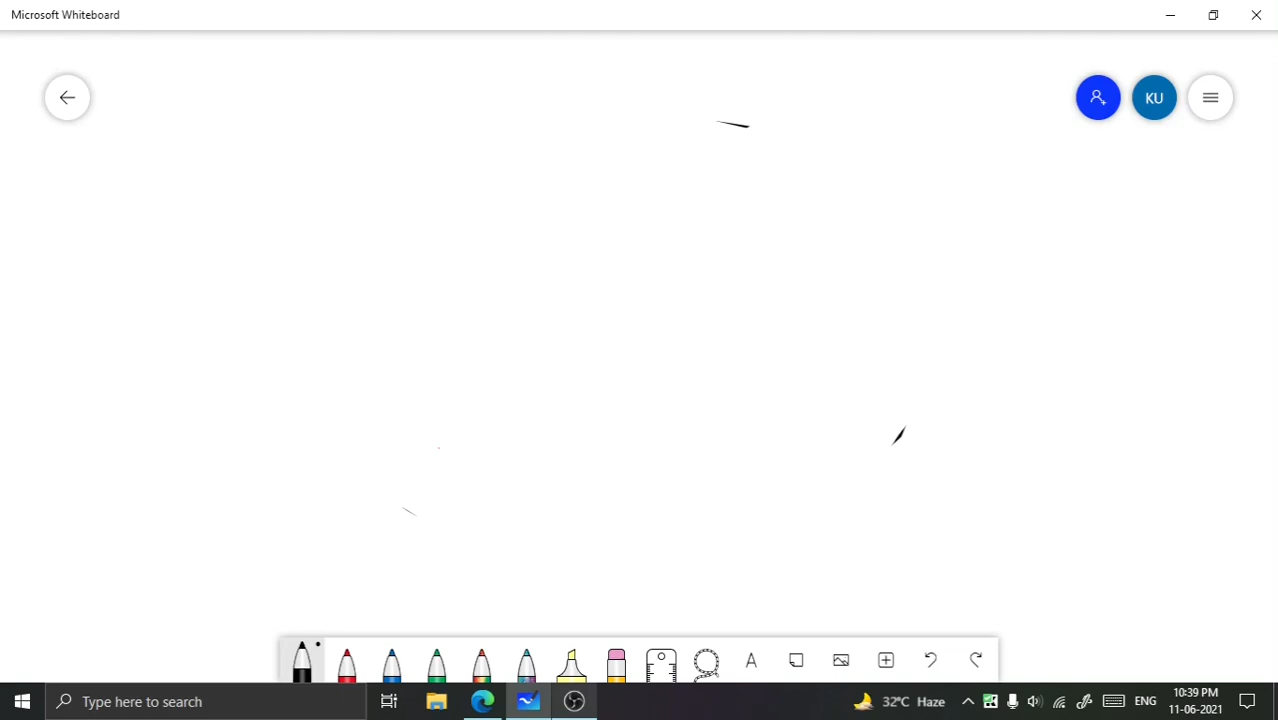 Microsoft Whiteboard
KU
A
Type here to search
32°C Haze
ENG
10:39 PM
11-06-2021